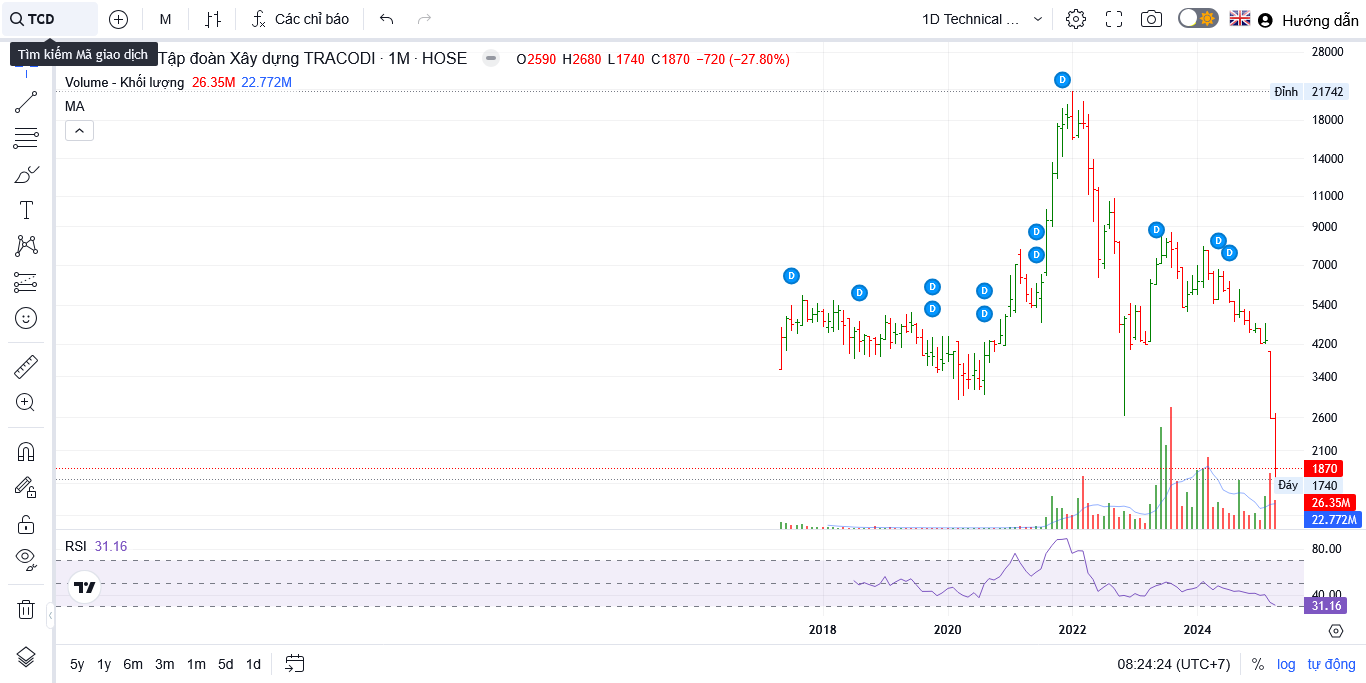 TCD M Các chỉ báo 1D Technical ... Hướng dẫn
Tìm kiếm Mã giao dịch
Tập đoàn Xây dựng TRACODI · 1M · HOSE O2590 H2680 L1740 C1870 −720 (−27.80%)
Volume - Khối lượng 26.35M 22.772M
MA
28000
Đỉnh 21742
18000
14000
11000
9000
7000
5400
4200
3400
2600
2100
1870
Đáy 1740
26.35M
22.772M
D
D
D
D
D
D
D
D
D
D
D
D
RSI 31.16
80.00
40.00
31.16
2018 2020 2022 2024
5y 1y 6m 3m 1m 5d 1d 08:24:24 (UTC+7) % log tự động